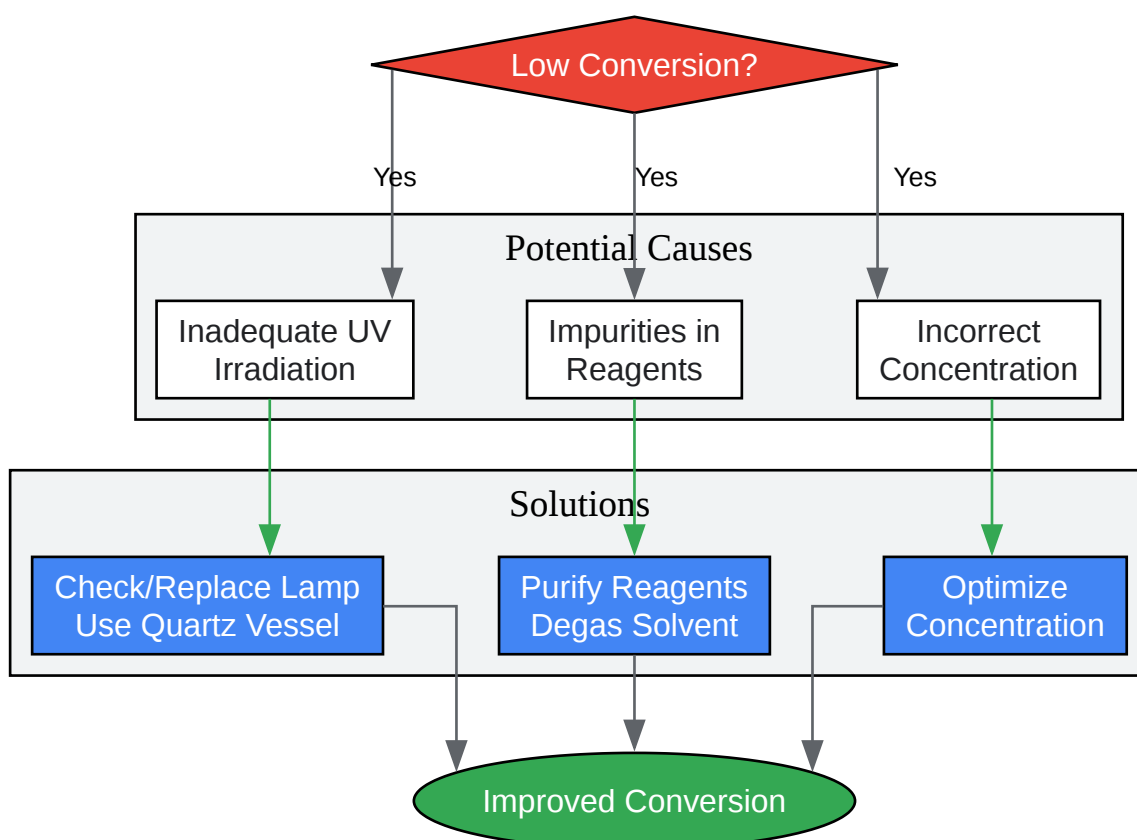 Low Conversion?
Yes
Yes
Yes
Potential Causes
Inadequate UV
Irradiation
Impurities in
Reagents
Incorrect
Concentration
Solutions
Check/Replace Lamp
Use Quartz Vessel
Purify Reagents
Degas Solvent
Optimize
Concentration
Improved Conversion